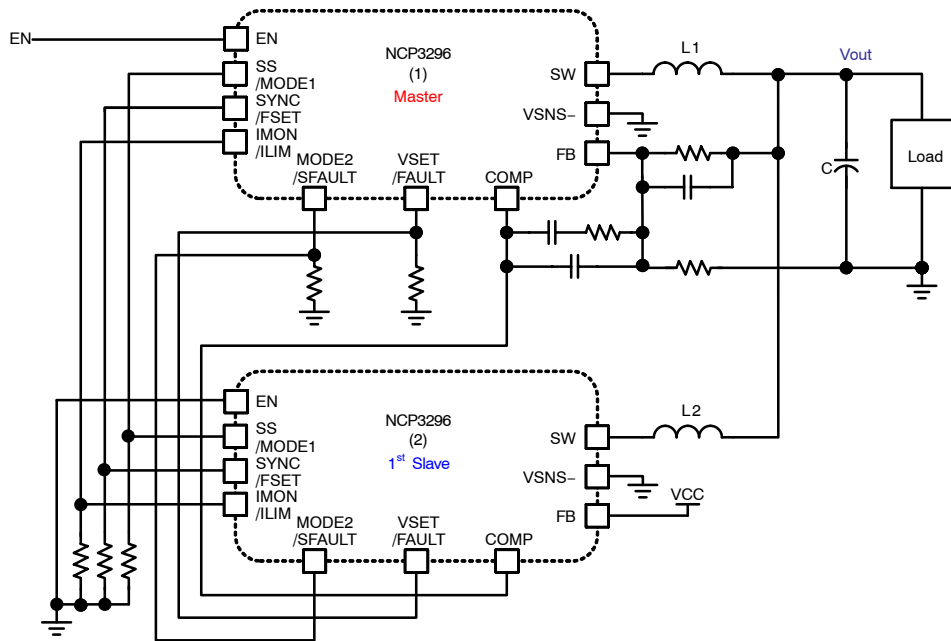 EN
EN
SS
/MODE1
SYNC
/FSET
IMON
/ILIM
NCP3296
(1)
Master
MODE2
/SFAULT
VSET
/FAULT
COMP
SW
VSNS−
FB
L1
Vout
C
Load
EN
SS
/MODE1
SYNC
/FSET
IMON
/ILIM
NCP3296
(2)
1st Slave
MODE2
/SFAULT
VSET
/FAULT
COMP
SW
VSNS−
FB
L2
VCC